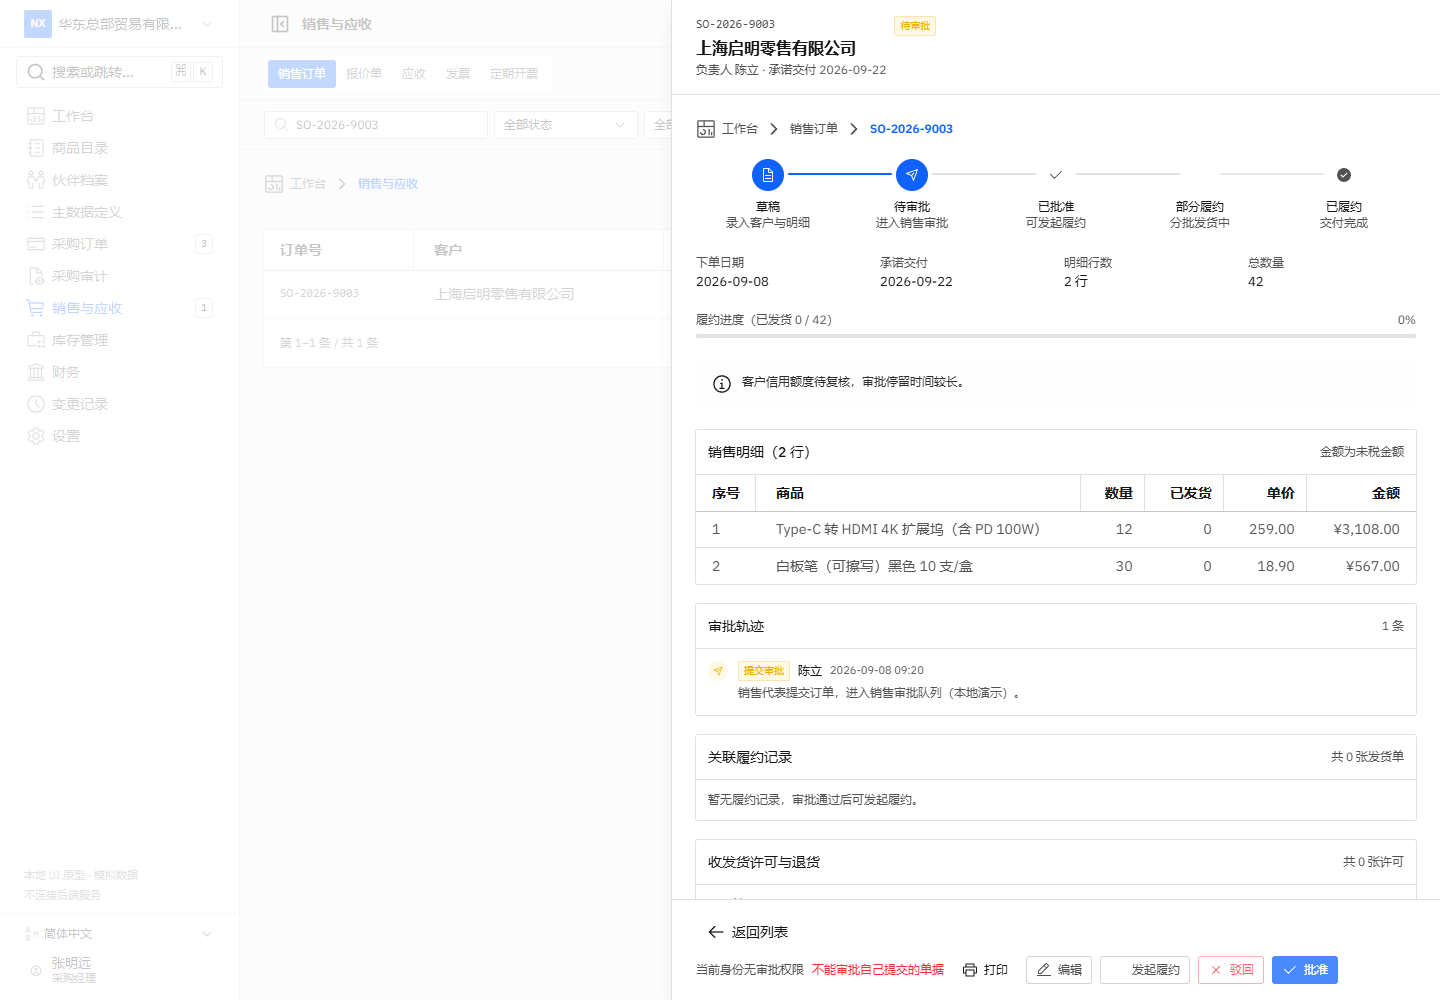 NX 华东总部贸易有限...
搜索或跳转... ⌘ K
工作台
商品目录
伙伴档案
主数据定义
采购订单 3
采购审计
销售与应收 1
库存管理
财务
变更记录
设置
本地 UI 原型 · 模拟数据
不连接后端服务
简体中文
张明远
采购经理
销售与应收
销售订单 报价单 应收 发票 定期开票
SO-2026-9003 全部状态 全部
工作台 销售与应收
订单号 客户
SO-2026-9003 上海启明零售有限公司
第 1–1 条 / 共 1 条
SO-2026-9003 待审批
上海启明零售有限公司
负责人 陈立 · 承诺交付 2026-09-22
工作台 销售订单 SO-2026-9003
草稿 待审批 已批准 部分履约 已履约
录入客户与明细 进入销售审批 可发起履约 分批发货中 交付完成
下单日期 承诺交付 明细行数 总数量
2026-09-08 2026-09-22 2 行 42
履约进度（已发货 0 / 42） 0%
客户信用额度待复核，审批停留时间较长。
销售明细（2 行） 金额为未税金额
序号 商品 数量 已发货 单价 金额
1 Type-C 转 HDMI 4K 扩展坞（含 PD 100W） 12 0 259.00 ¥3,108.00
2 白板笔（可擦写）黑色 10 支/盒 30 0 18.90 ¥567.00
审批轨迹 1 条
提交审批 陈立 2026-09-08 09:20
销售代表提交订单，进入销售审批队列（本地演示）。
关联履约记录 共 0 张发货单
暂无履约记录，审批通过后可发起履约。
收发货许可与退货 共 0 张许可
返回列表
当前身份无审批权限 不能审批自己提交的单据 打印 编辑 发起履约 驳回 批准